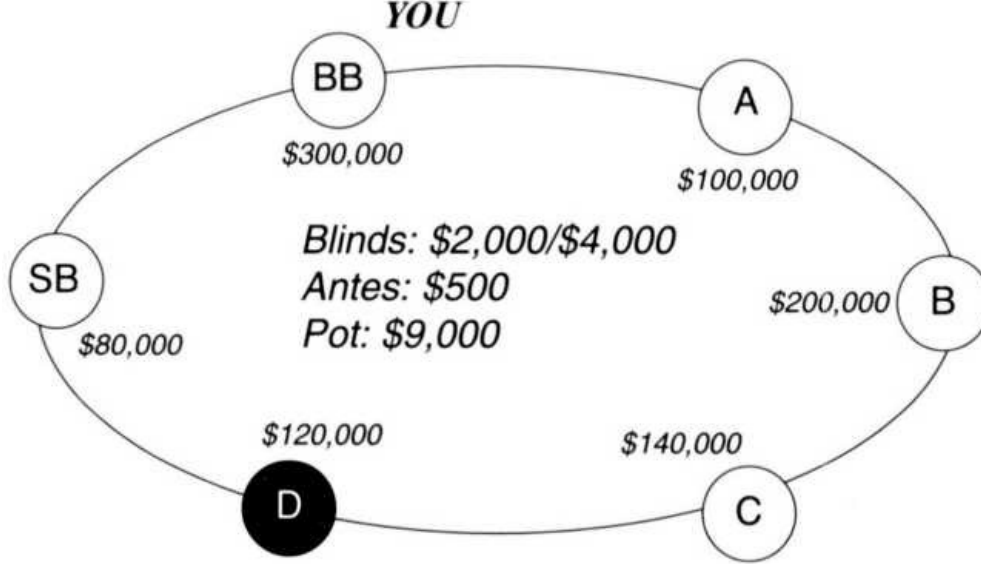 YOU
BB
A
$300,000
$100,000
Blinds: $2,000/$4,000
Antes: $500
Pot: $9,000
SB
$80,000
$200,000
B
$120,000
$140,000
D
C